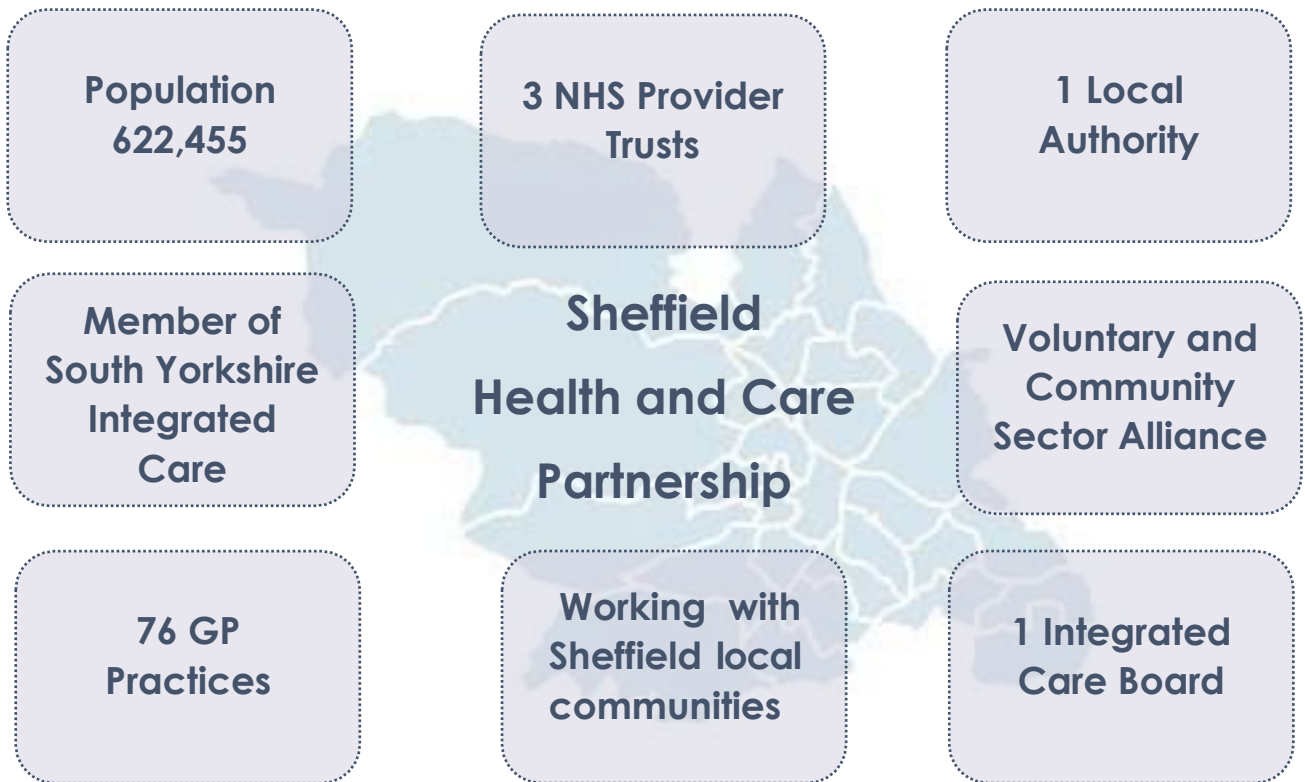 Population
622,455
3 NHS Provider
Trusts
1 Local
Authority
Member of
South Yorkshire
Integrated
Care
Sheffield
Health and Care
Partnership
Voluntary and
Community
Sector Alliance
76 GP
Practices
Working with
Sheffield local
communities
1 Integrated
Care Board